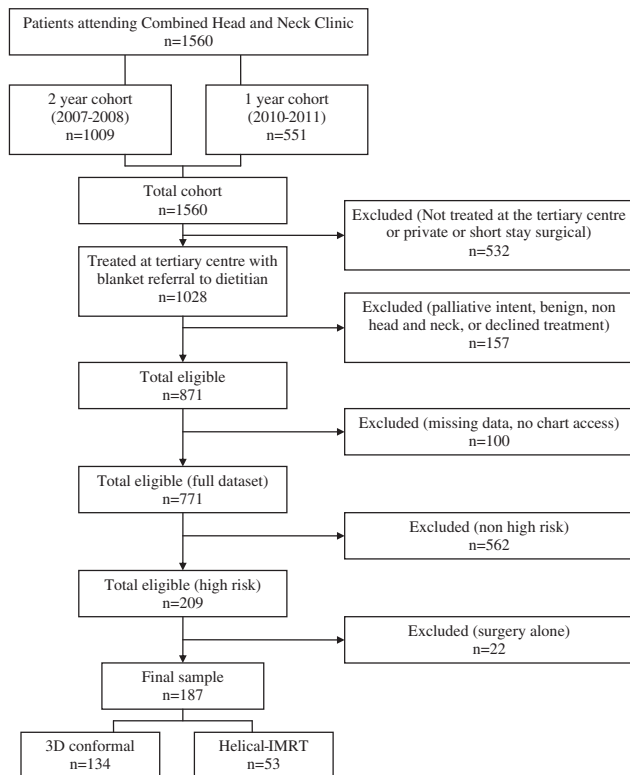 Patients attending Combined Head and Neck Clinic
n=1560
2 year cohort
(2007-2008)
n=1009
1 year cohort
(2010-2011)
n=551
Total cohort
n=1560
Excluded (Not treated at the tertiary centre
or private or short stay surgical)
n=532
Treated at tertiary centre with
blanket referral to dietitian
n=1028
Excluded (palliative intent, benign, non
head and neck, or declined treatment)
n=157
Total eligible
n=871
Excluded (missing data, no chart access)
n=100
Total eligible (full dataset)
n=771
Excluded (non high risk)
n=562
Total eligible (high risk)
n=209
Excluded (surgery alone)
n=22
Final sample
n=187
3D conformal
n=134
Helical-IMRT
n=53